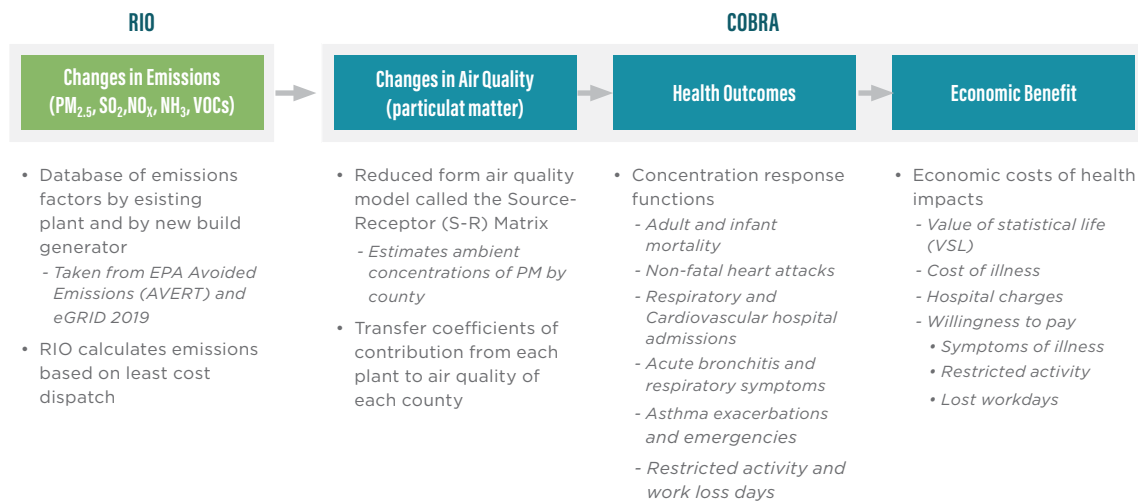 RIO
COBRA
Changes in Emissions
(PM2.5, SO2,NOX, NH3, VOCs)
Changes in Air Quality
(particulat matter)
Health Outcomes
Economic Benefit
• Database of emissions
factors by esisting
plant and by new build
generator
- Taken from EPA Avoided
Emissions (AVERT) and
eGRID 2019
• RIO calculates emissions
based on least cost
dispatch
• Reduced form air quality
model called the Source-
Receptor (S-R) Matrix
- Estimates ambient
concentrations of PM by
county
• Transfer coefficients of
contribution from each
plant to air quality of
each county
• Concentration response
functions
- Adult and infant
mortality
- Non-fatal heart attacks
- Respiratory and
Cardiovascular hospital
admissions
- Acute bronchitis and
respiratory symptoms
- Asthma exacerbations
and emergencies
- Restricted activity and
work loss days
• Economic costs of health
impacts
- Value of statistical life
(VSL)
- Cost of illness
- Hospital charges
- Willingness to pay
• Symptoms of illness
• Restricted activity
• Lost workdays